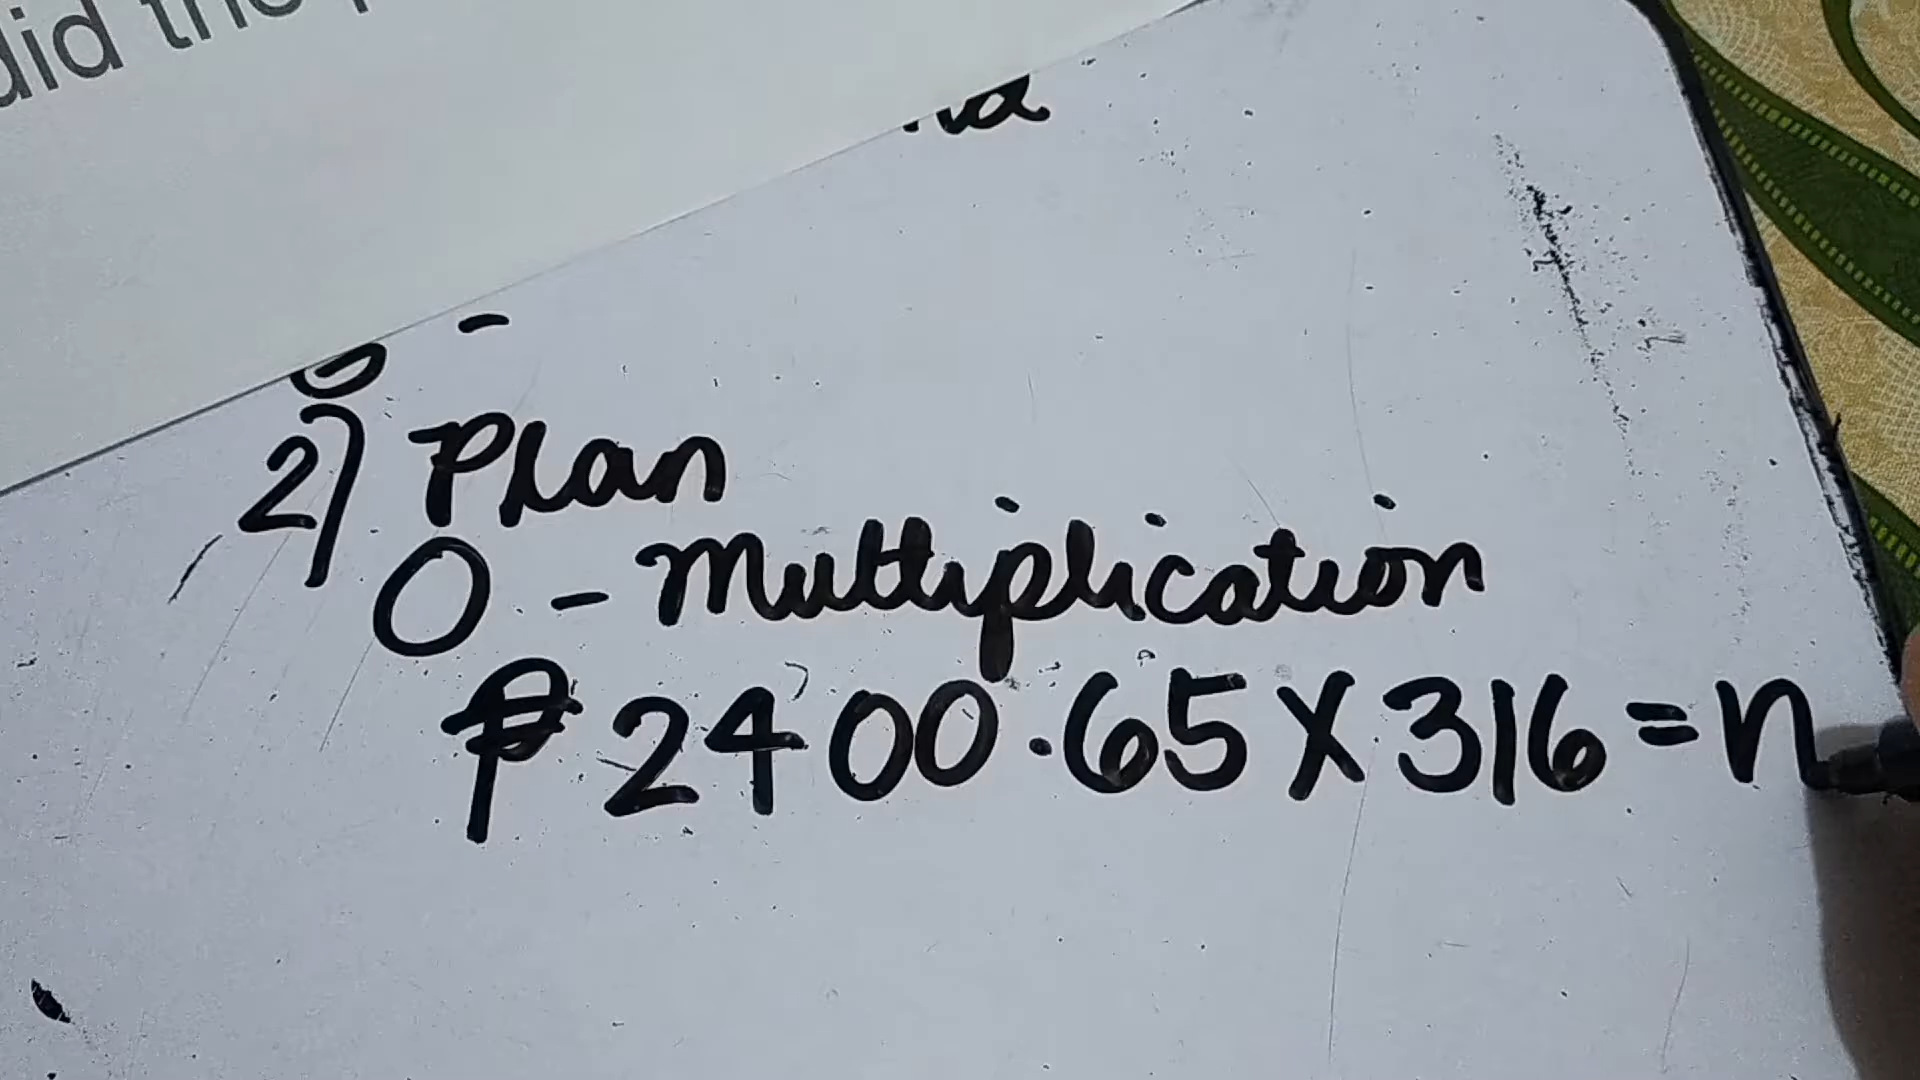 did the
2) Plan
O - Multiplication
₱2400.65 X 316 = n